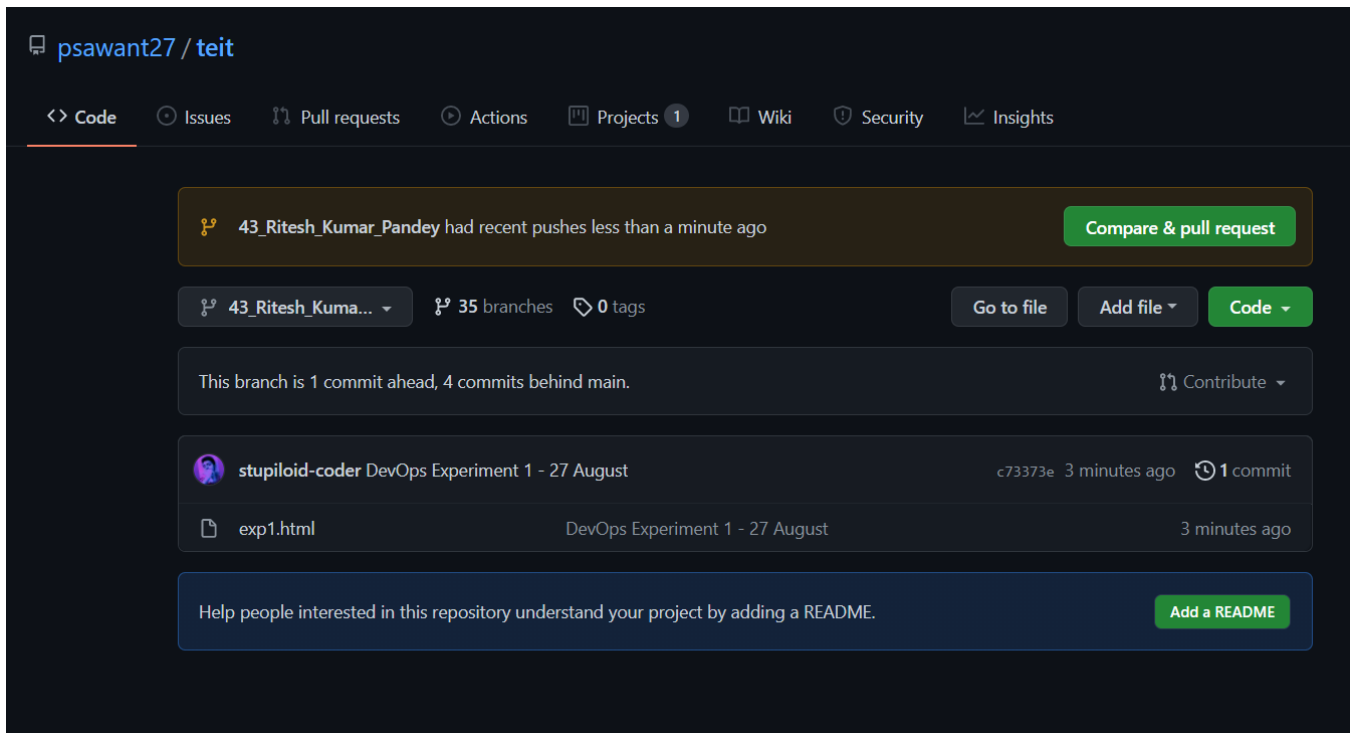 psawant27 / teit
<> Code Issues Pull requests Actions Projects 1 Wiki Security Insights
43_Ritesh_Kumar_Pandey had recent pushes less than a minute ago Compare & pull request
43_Ritesh_Kuma... 35 branches 0 tags Go to file Add file Code
This branch is 1 commit ahead, 4 commits behind main. Contribute
stupiloid-coder DevOps Experiment 1 - 27 August c73373e 3 minutes ago 1 commit
exp1.html DevOps Experiment 1 - 27 August 3 minutes ago
Help people interested in this repository understand your project by adding a README. Add a README